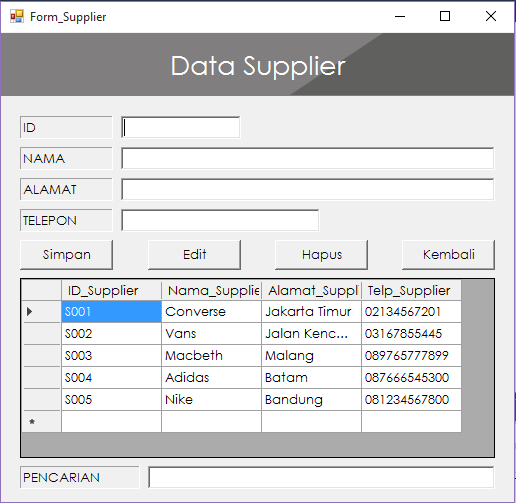 Form_Supplier
Data Supplier
ID
NAMA
ALAMAT
TELEPON
Simpan Edit Hapus Kembali
ID_Supplier Nama_Supplie Alamat_Suppl Telp_Supplier
S001 Converse Jakarta Timur 02134567201
S002 Vans Jalan Kenc... 03167855445
S003 Macbeth Malang 089765777899
S004 Adidas Batam 087666545300
S005 Nike Bandung 081234567800
*
PENCARIAN